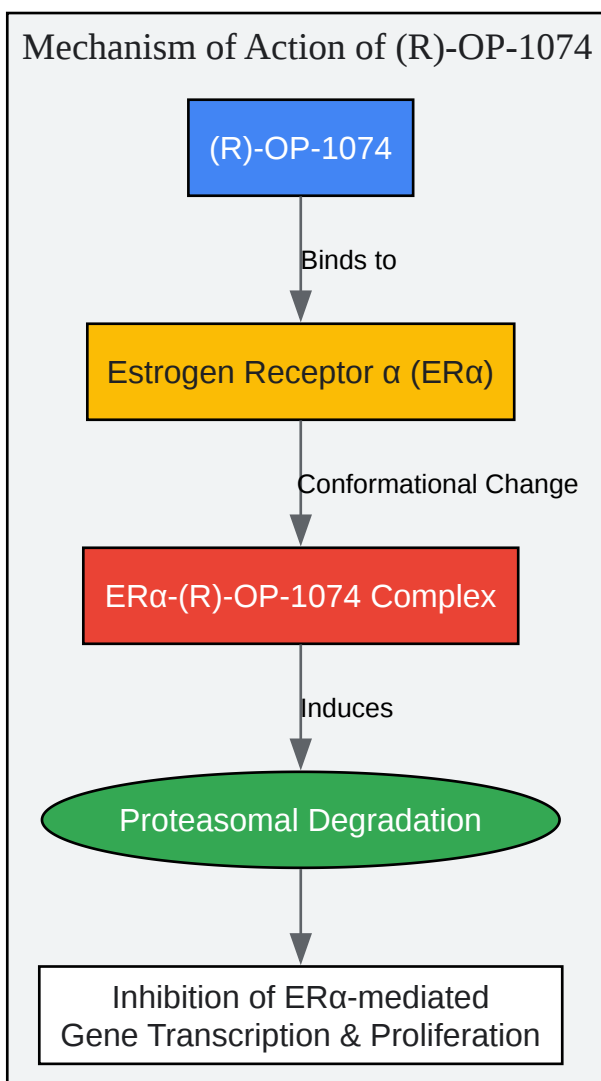 Mechanism of Action of (R)-OP-1074
(R)-OP-1074
Binds to
Estrogen Receptor α (ERα)
Conformational Change
ERα-(R)-OP-1074 Complex
Induces
Proteasomal Degradation
Inhibition of ERα-mediated
Gene Transcription & Proliferation